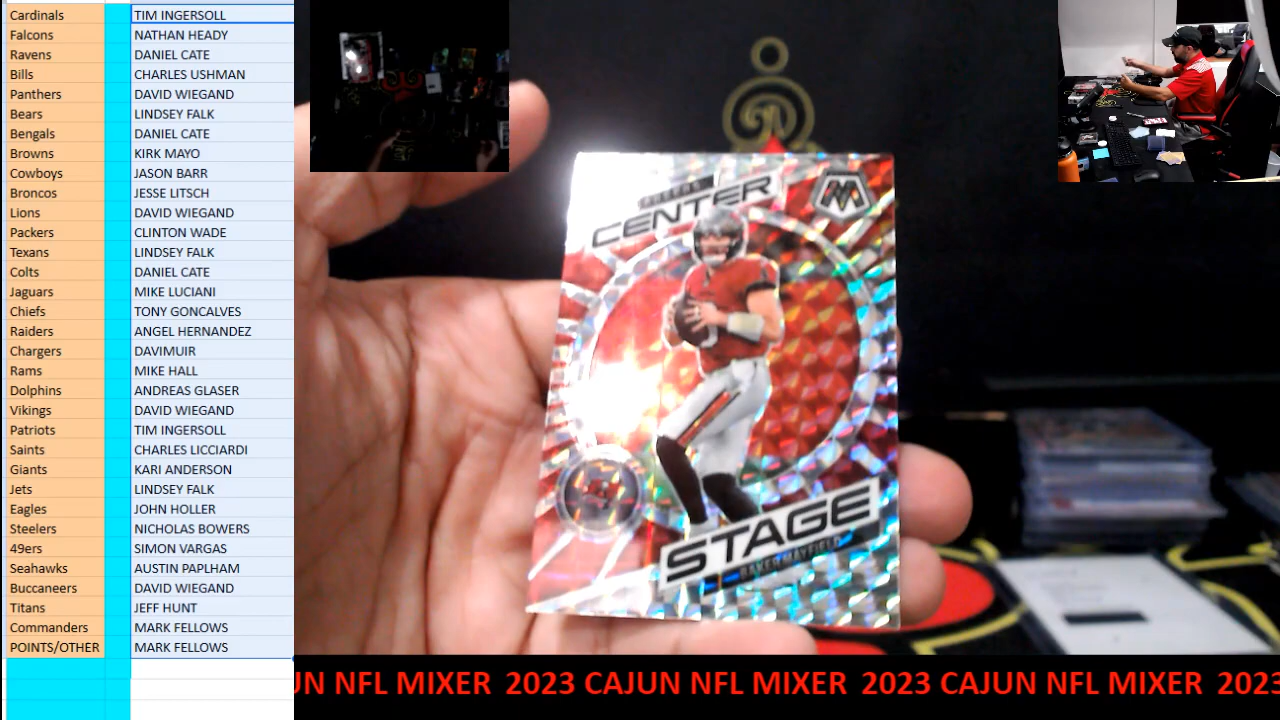 Cardinals TIM INGERSOLL
Falcons NATHAN HEADY
Ravens DANIEL CATE
Bills CHARLES USHMAN
Panthers DAVID WIEGAND
Bears LINDSEY FALK
Bengals DANIEL CATE
Browns KIRK MAYO
Cowboys JASON BARR
Broncos JESSE LITSCH
Lions DAVID WIEGAND
Packers CLINTON WADE
Texans LINDSEY FALK
Colts DANIEL CATE
Jaguars MIKE LUCIANI
Chiefs TONY GONCALVES
Raiders ANGEL HERNANDEZ
Chargers DAVIMUIR
Rams MIKE HALL
Dolphins ANDREAS GLASER
Vikings DAVID WIEGAND
Patriots TIM INGERSOLL
Saints CHARLES LICCIARDI
Giants KARI ANDERSON
Jets LINDSEY FALK
Eagles JOHN HOLLER
Steelers NICHOLAS BOWERS
49ers SIMON VARGAS
Seahawks AUSTIN PAPLHAM
Buccaneers DAVID WIEGAND
Titans JEFF HUNT
Commanders MARK FELLOWS
POINTS/OTHER MARK FELLOWS
CENTER
STAGE
BAKER MAYFIELD
UN NFL MIXER 2023 CAJUN NFL MIXER 2023 CAJUN NFL MIXER 2023